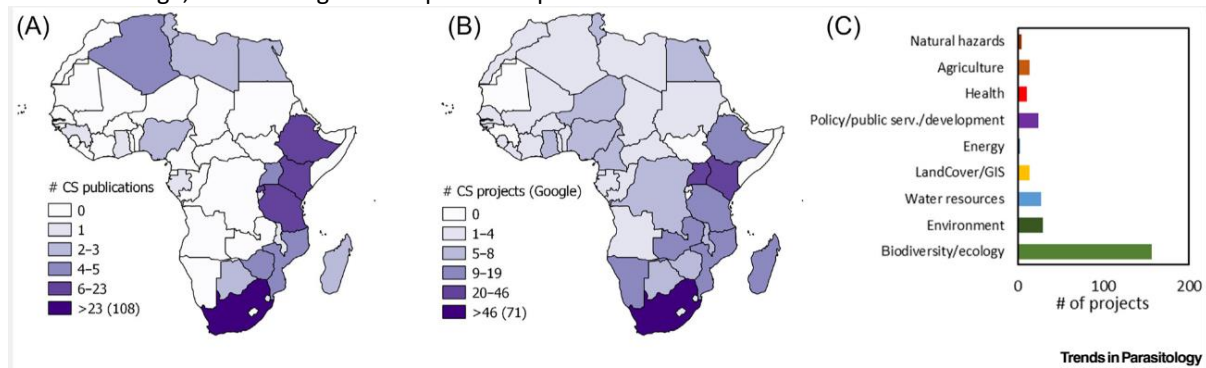 (A)
# CS publications
0
1
2–3
4–5
6–23
>23 (108)
(B)
# CS projects (Google)
0
1–4
5–8
9–19
20–46
>46 (71)
(C)
Natural hazards
Agriculture
Health
Policy/public serv./development
Energy
LandCover/GIS
Water resources
Environment
Biodiversity/ecology
0 100 200
# of projects
Trends in Parasitology